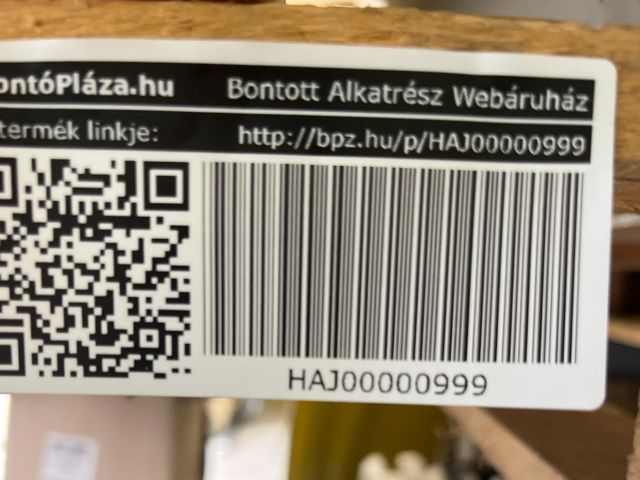 ontóPláza.hu Bontott Alkatrész Webáruház
termék linkje: http://bpz.hu/p/HAJ00000999
HAJ00000999